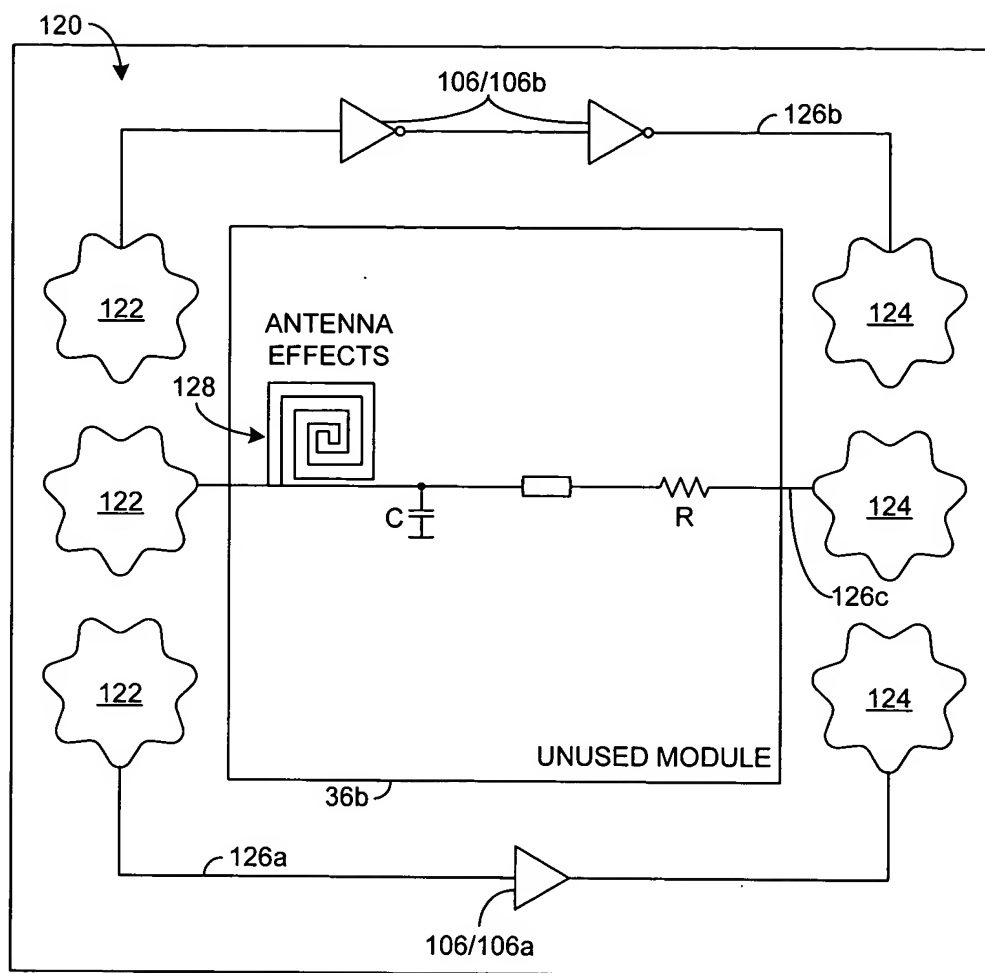 120
106/106b
126b
122
124
ANTENNA
EFFECTS
128
122
124
C
R
126c
122
124
UNUSED MODULE
36b
126a
106/106a